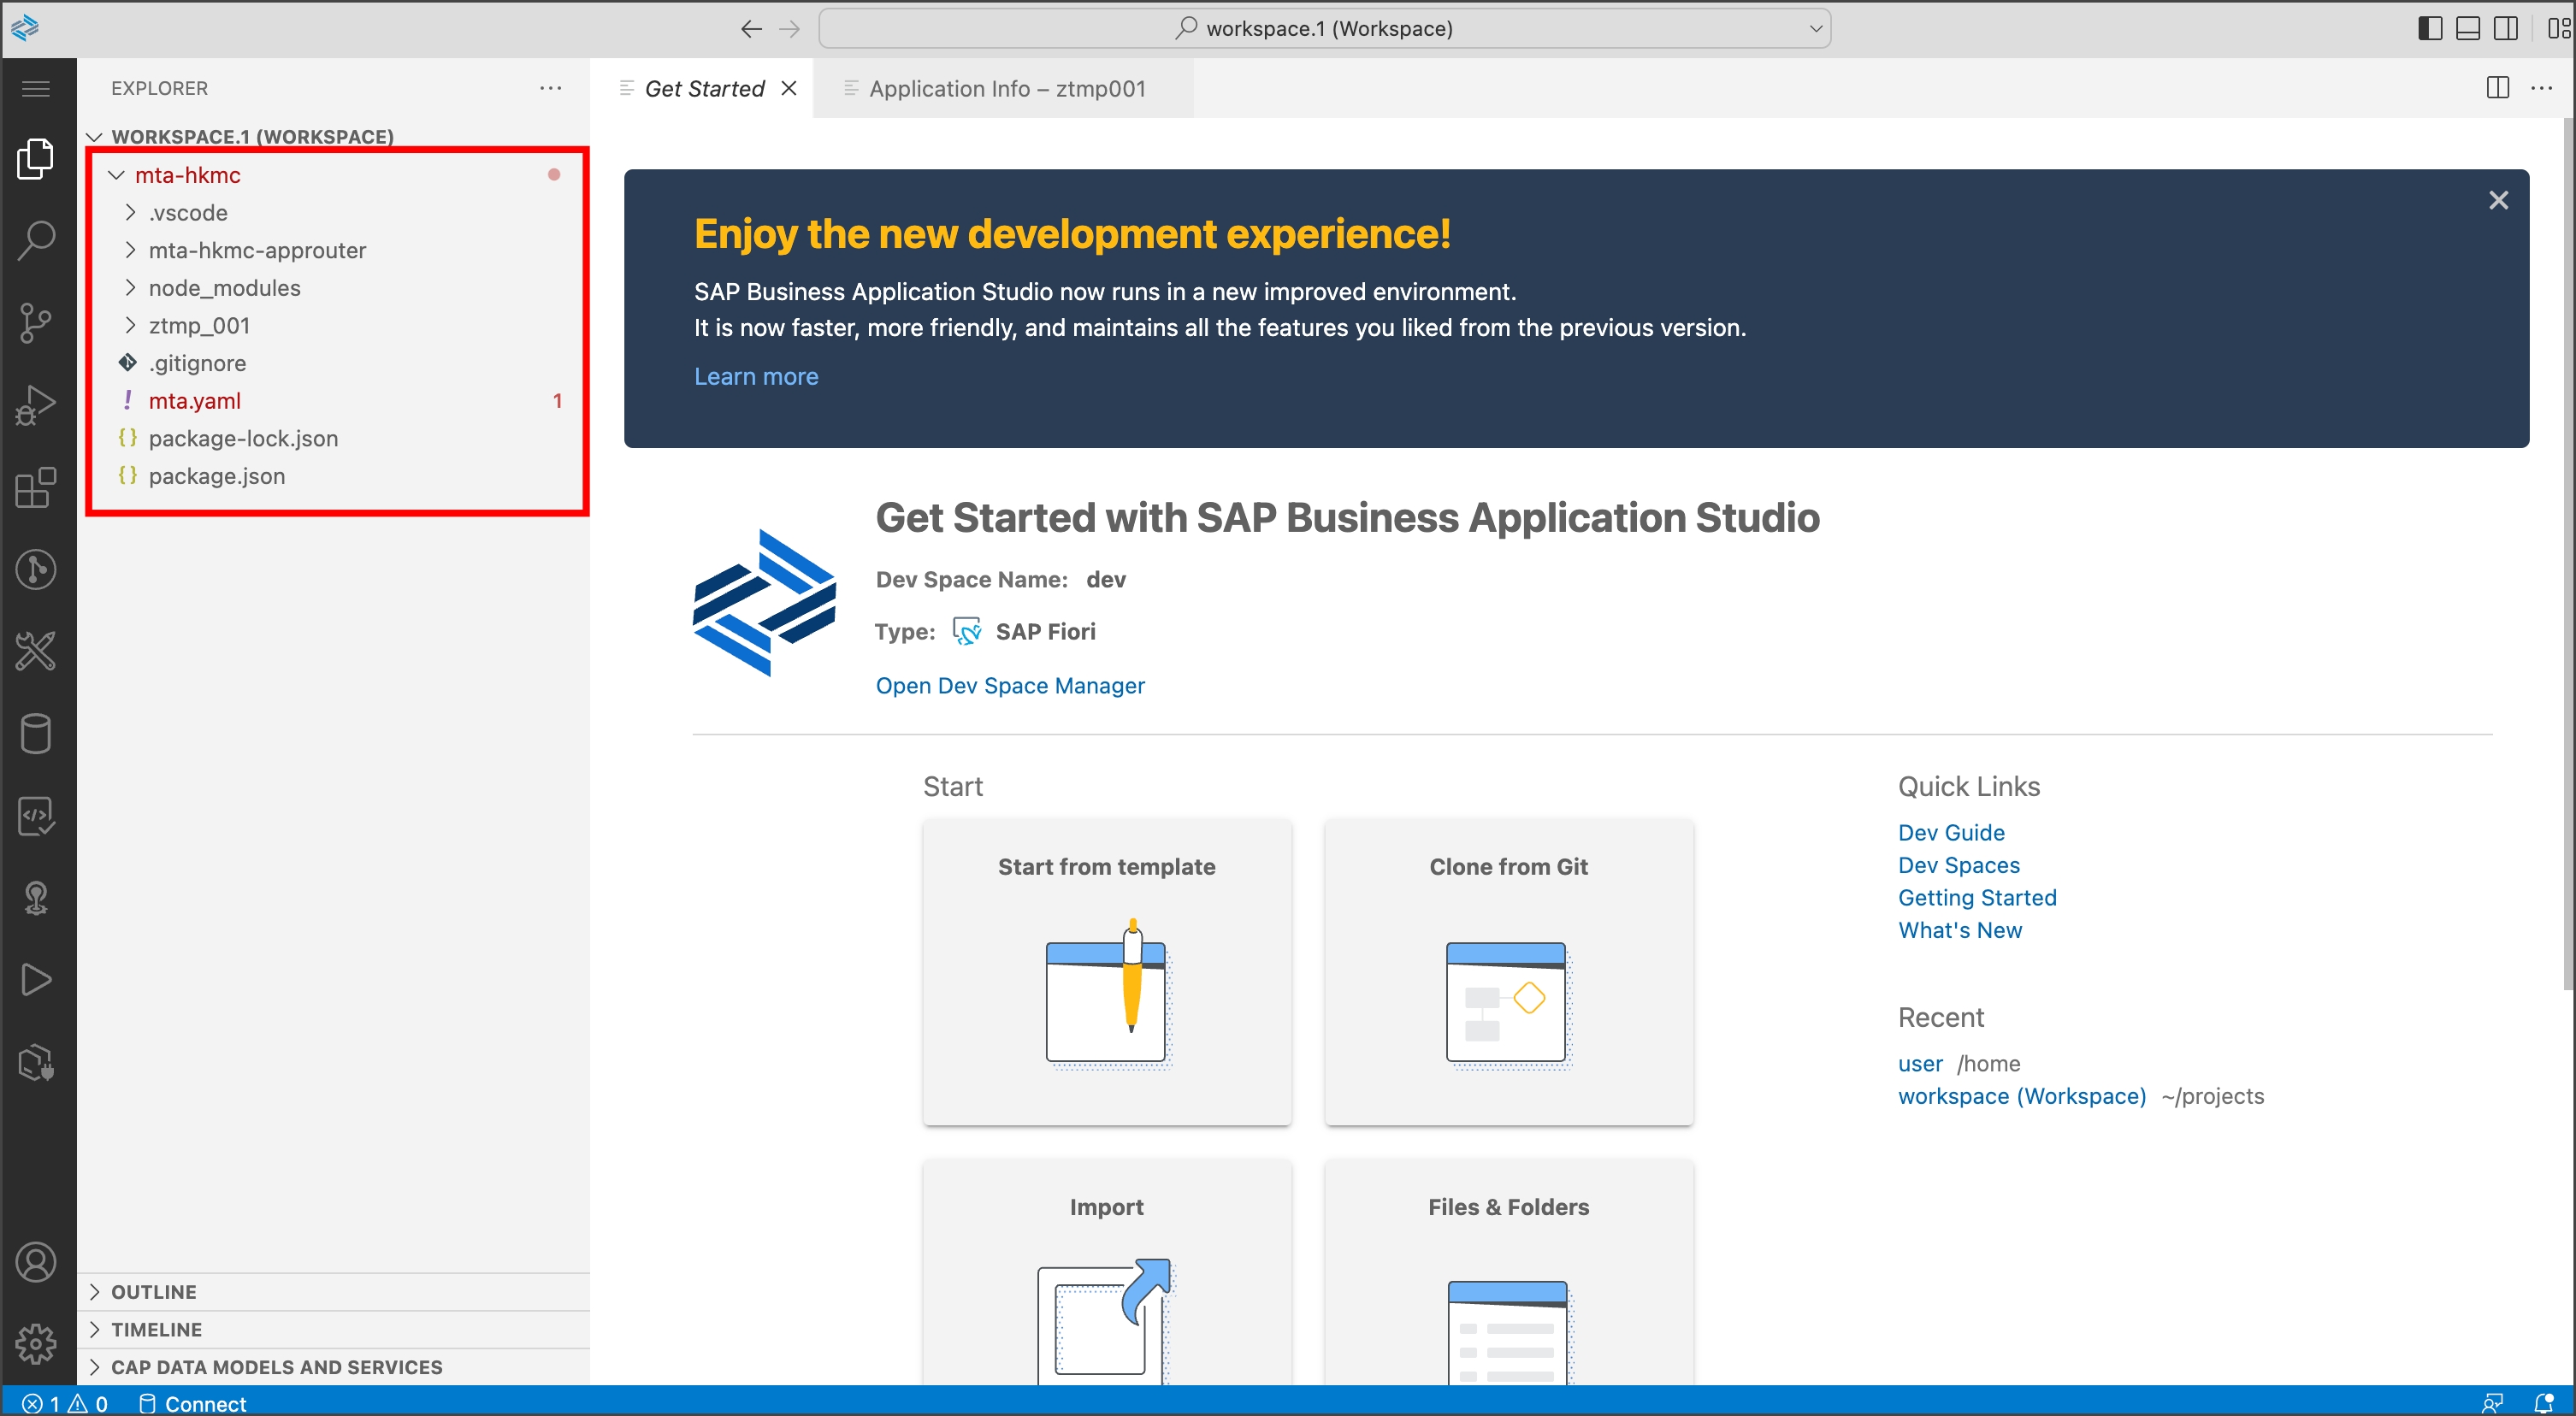 workspace.1 (Workspace)
EXPLORER
WORKSPACE.1 (WORKSPACE)
mta-hkmc
.vscode
mta-hkmc-approuter
node_modules
ztmp_001
.gitignore
! mta.yaml 1
{} package-lock.json
{} package.json
OUTLINE
TIMELINE
CAP DATA MODELS AND SERVICES
Get Started
Application Info – ztmp001
Enjoy the new development experience!
SAP Business Application Studio now runs in a new improved environment.
It is now faster, more friendly, and maintains all the features you liked from the previous version.
Learn more
Get Started with SAP Business Application Studio
Dev Space Name: dev
Type: SAP Fiori
Open Dev Space Manager
Start
Start from template
Clone from Git
Import
Files & Folders
Quick Links
Dev Guide
Dev Spaces
Getting Started
What's New
Recent
user /home
workspace (Workspace) ~/projects
1 0 Connect